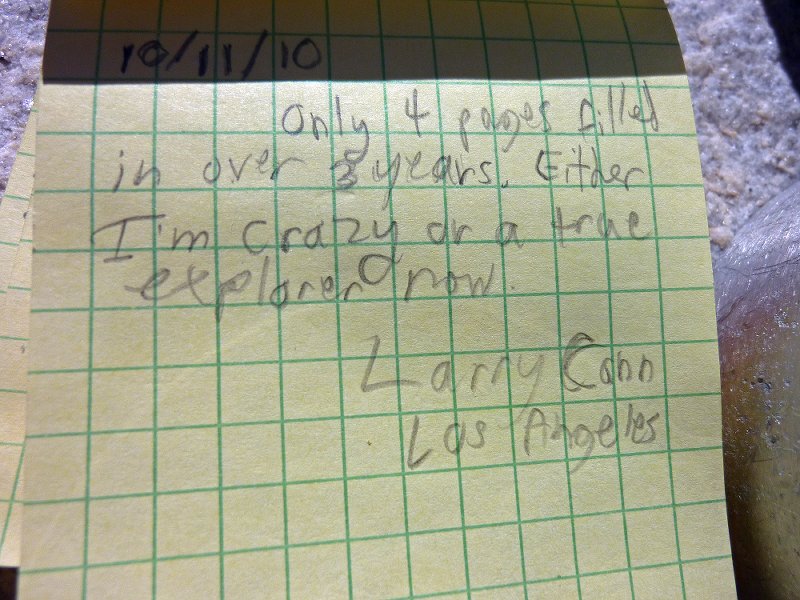 10/11/10
Only 4 pages filled
in over 3 years. Either
I'm crazy or a true
explorer now.
Larry Conn
Los Angeles